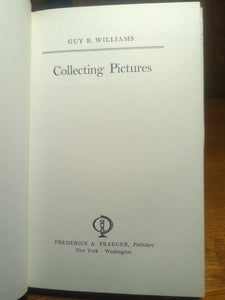 GUY R. WILLIAMS
Collecting Pictures
FREDERICK A. PRAEGER, Publishers
New York · Washington